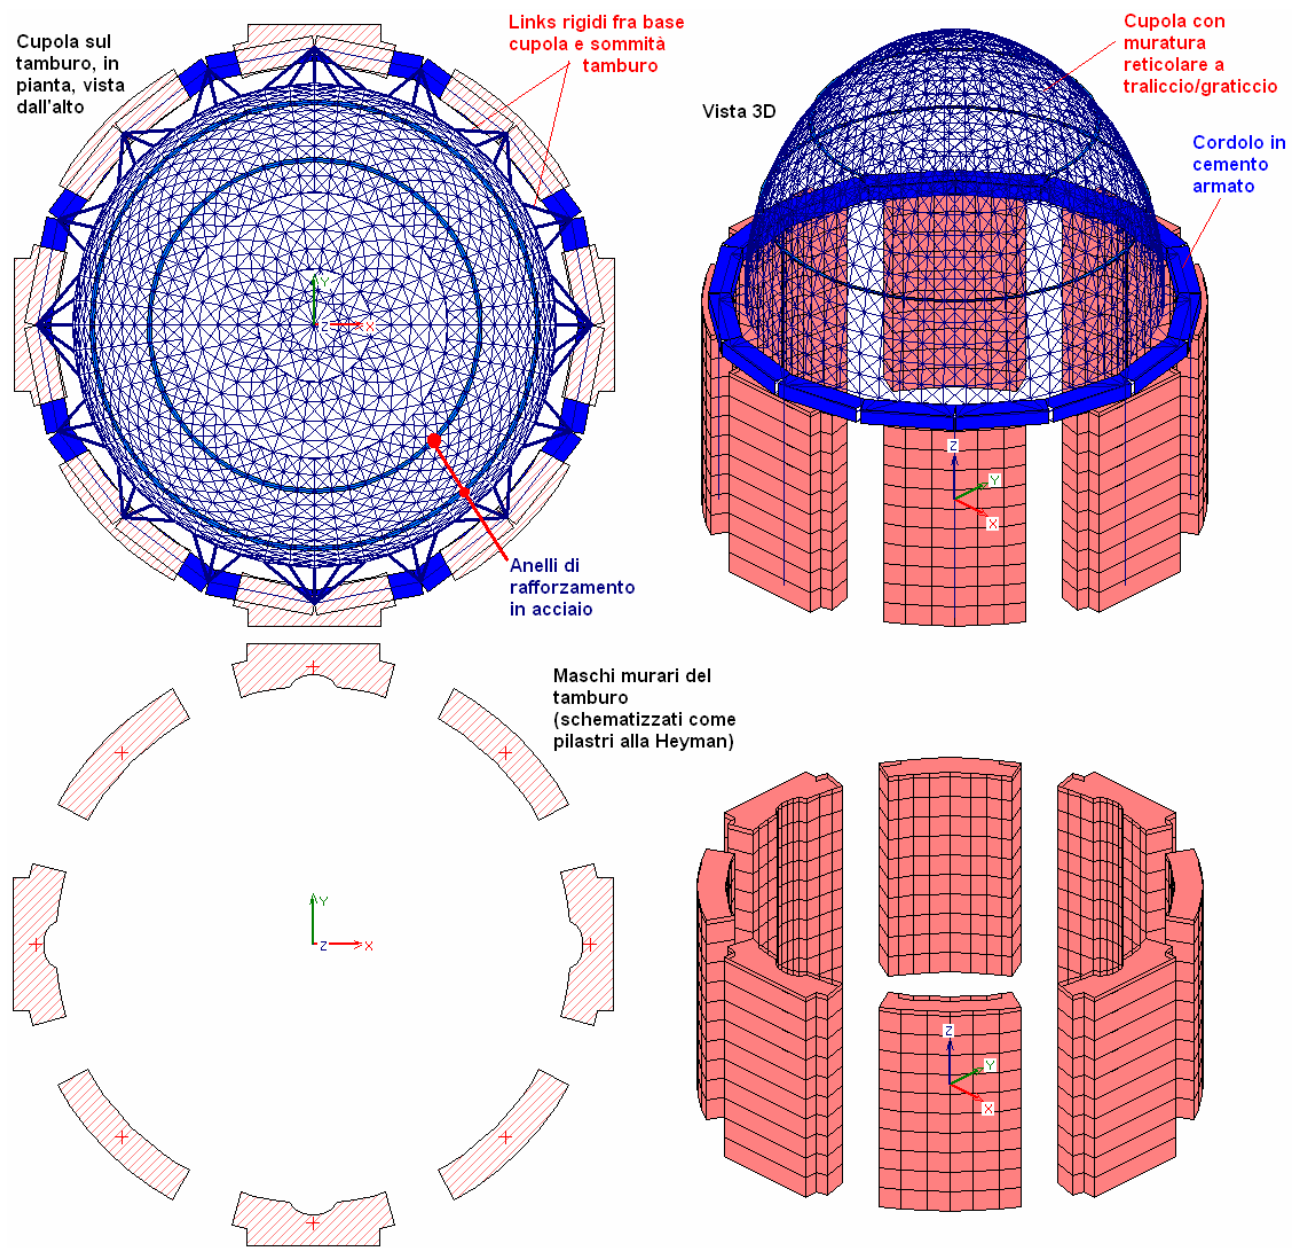 Cupola sul
tamburo, in
pianta, vista
dall'alto
Links rigidi fra base
cupola e sommità
tamburo
Y
Z
X
Anelli di
rafforzamento
in acciaio
Vista 3D
Cupola con
muratura
reticolare a
traliccio/graticcio
Cordolo in
cemento
armato
Z
Y
X
Maschi murari del
tamburo
(schematizzati come
pilastri alla Heyman)
Y
Z
X
Z
Y
X